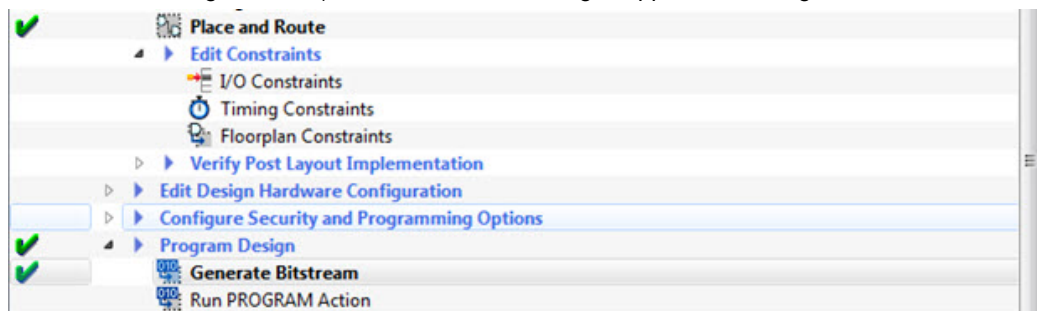 Place and Route
Edit Constraints
I/O Constraints
Timing Constraints
Floorplan Constraints
Verify Post Layout Implementation
Edit Design Hardware Configuration
Configure Security and Programming Options
Program Design
Generate Bitstream
Run PROGRAM Action